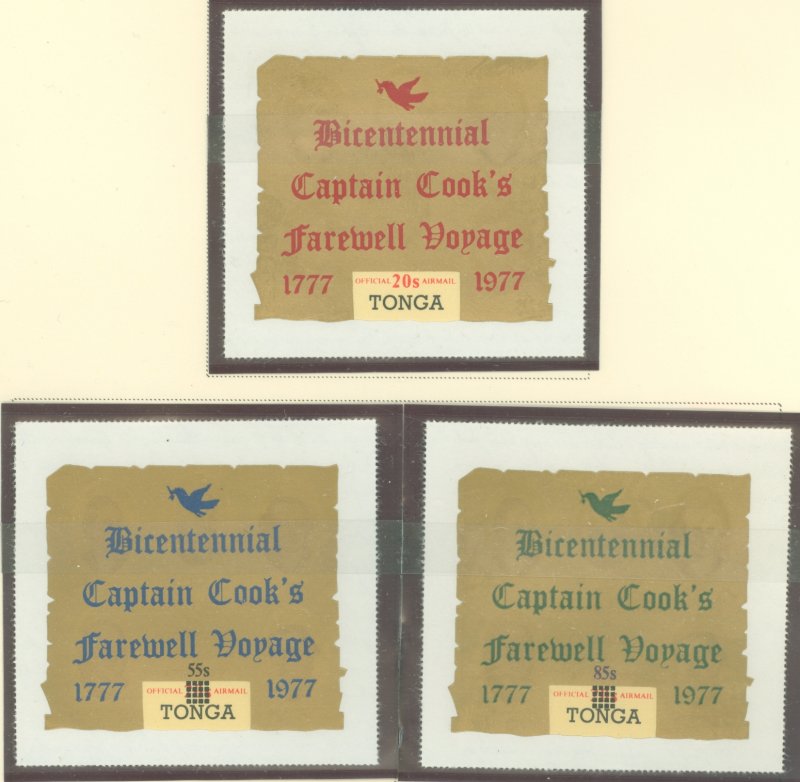 Bicentennial
Captain Cook's
Farewell Voyage
1777 1977
OFFICIAL 20s AIRMAIL
TONGA
Bicentennial
Captain Cook's
Farewell Voyage
55s
1777 1977
OFFICIAL AIRMAIL
TONGA
Bicentennial
Captain Cook's
Farewell Voyage
85s
1777 1977
OFFICIAL AIRMAIL
TONGA